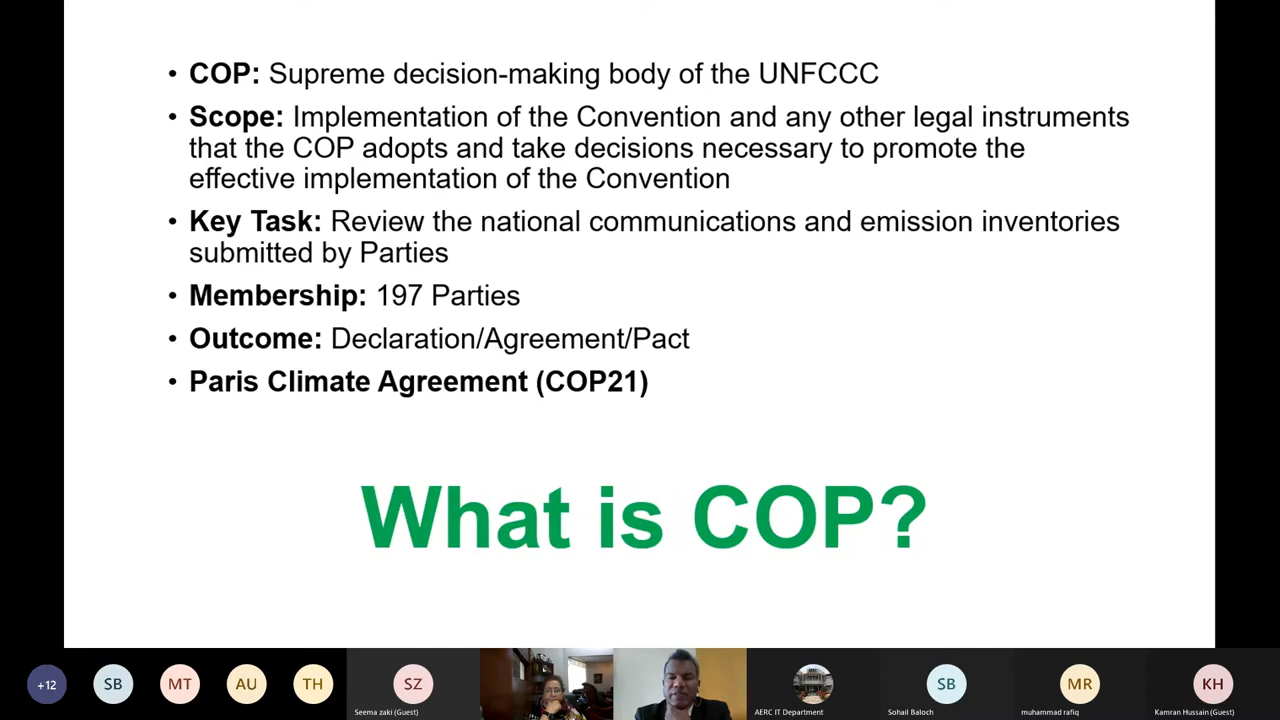 • COP: Supreme decision-making body of the UNFCCC
• Scope: Implementation of the Convention and any other legal instruments
that the COP adopts and take decisions necessary to promote the
effective implementation of the Convention
• Key Task: Review the national communications and emission inventories
submitted by Parties
• Membership: 197 Parties
• Outcome: Declaration/Agreement/Pact
• Paris Climate Agreement (COP21)
What is COP?
+12 SB MT AU TH SZ SB MR KH
Seema zaki (Guest) AERC IT Department Sohail Baloch muhammad rafiq Kamran Hussain (Guest)